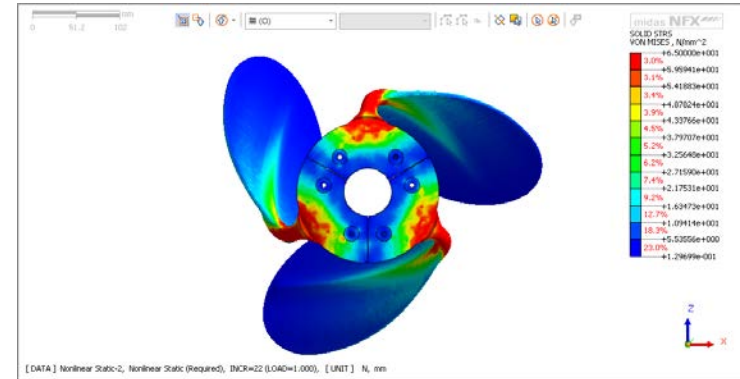 0 51.2 102
(O)
midas NFX
SOLID STRS
VON MISES , N/mm^2
+6.50000e+001
3.0%
+5.95941e+001
3.1%
+5.41883e+001
3.4%
+4.87824e+001
3.9%
+4.33766e+001
4.5%
+3.79707e+001
5.2%
+3.25648e+001
6.2%
+2.71590e+001
7.4%
+2.17531e+001
9.2%
+1.63473e+001
12.7%
+1.09414e+001
18.3%
+5.53556e+000
23.0%
+1.29699e-001
Z
X
[ DATA ] Nonlinear Static-2, Nonlinear Static (Required), INCR=22 (LOAD=1.000), [ UNIT ] N, mm